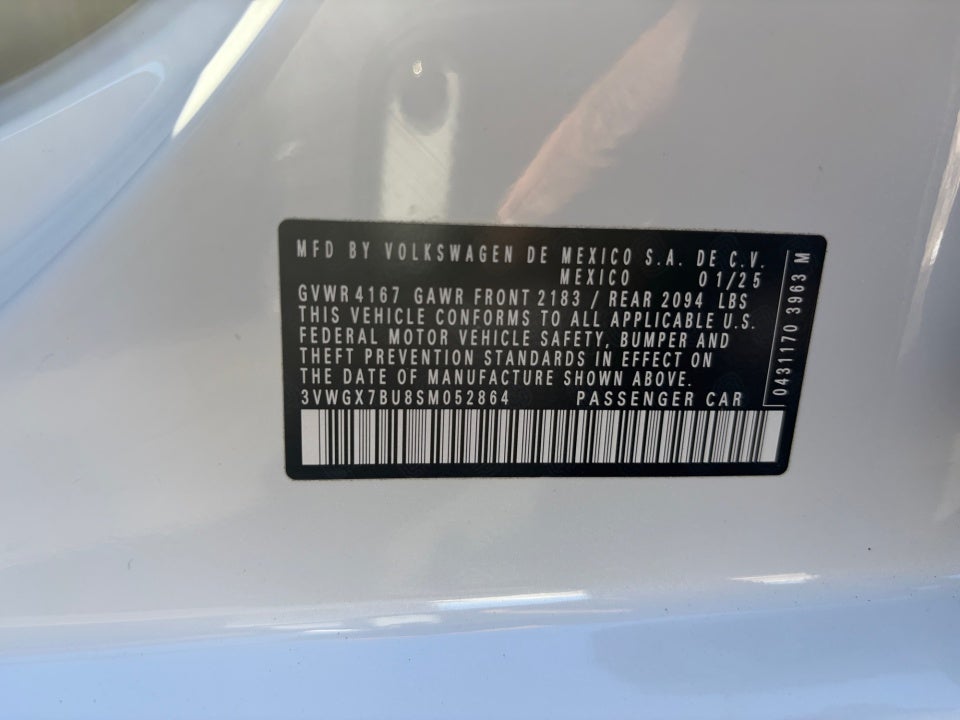 MFD BY VOLKSWAGEN DE MEXICO S.A. DE C.V.
MEXICO 01/25
GVWR 4167 GAWR FRONT 2183 / REAR 2094 LBS
THIS VEHICLE CONFORMS TO ALL APPLICABLE U.S.
FEDERAL MOTOR VEHICLE SAFETY, BUMPER AND
THEFT PREVENTION STANDARDS IN EFFECT ON
THE DATE OF MANUFACTURE SHOWN ABOVE.
3VWGX7BU8SM052864 PASSENGER CAR
0431170 3963 M